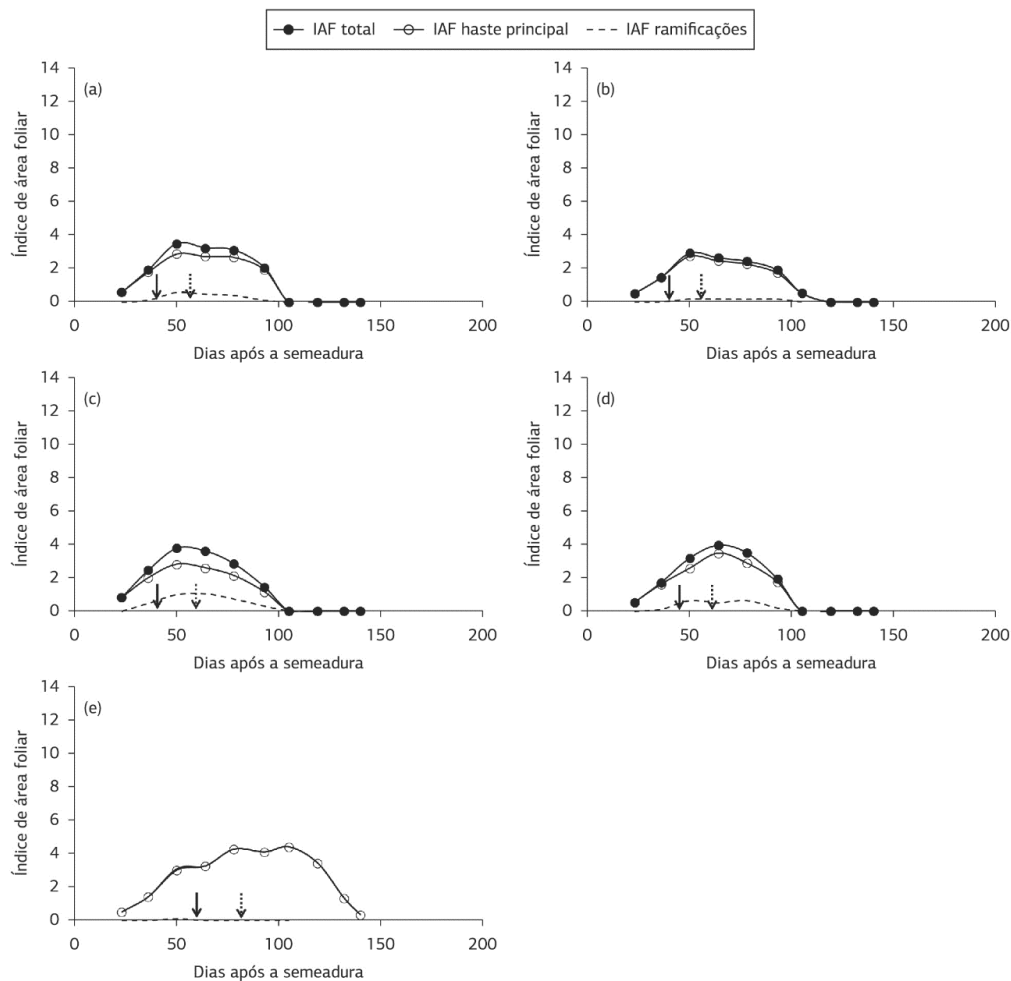 IAF total IAF haste principal IAF ramificações
(a)
Índice de área foliar
14
12
10
8
6
4
2
0
0 50 100 150 200
Dias após a semeadura
(b)
Índice de área foliar
14
12
10
8
6
4
2
0
0 50 100 150 200
Dias após a semeadura
(c)
Índice de área foliar
14
12
10
8
6
4
2
0
0 50 100 150 200
Dias após a semeadura
(d)
Índice de área foliar
14
12
10
8
6
4
2
0
0 50 100 150 200
Dias após a semeadura
(e)
Índice de área foliar
14
12
10
8
6
4
2
0
0 50 100 150 200
Dias após a semeadura